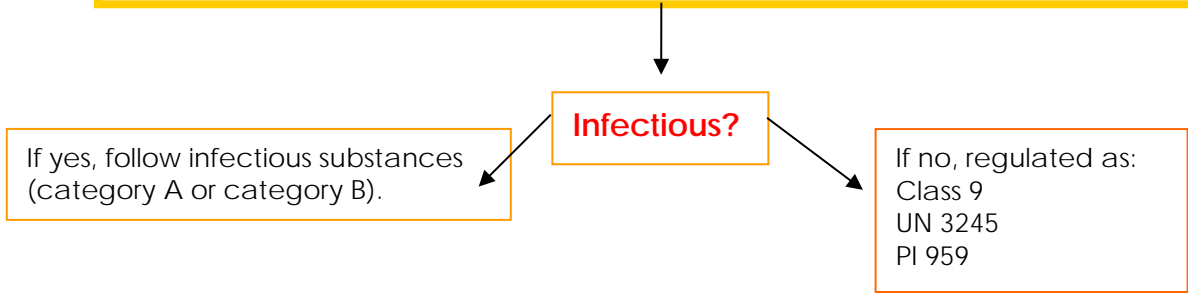 Infectious?
If yes, follow infectious substances
(category A or category B).
If no, regulated as:
Class 9
UN 3245
PI 959